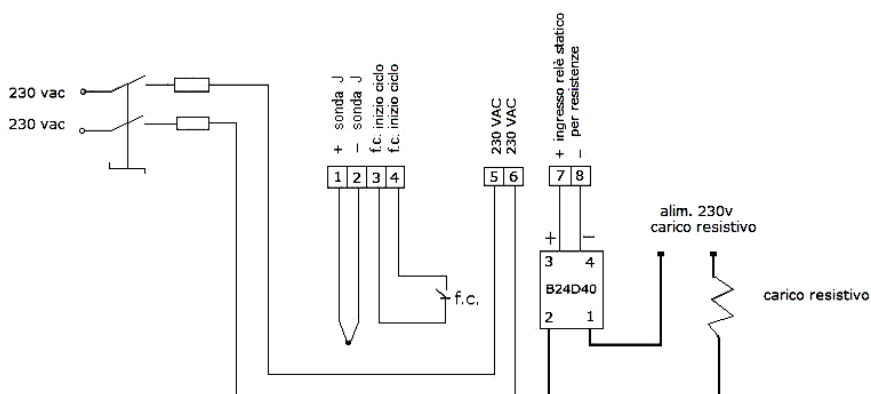 230 vac
230 vac
+ sonda J
− sonda J
f.c. inizio ciclo
f.c. inizio ciclo
230 VAC
230 VAC
+ ingresso relè statico
− per resistenze
1 2 3 4
5 6
7 8
alim. 230v
carico resistivo
+ −
3 4
B24D40
2 1
f.c.
carico resistivo